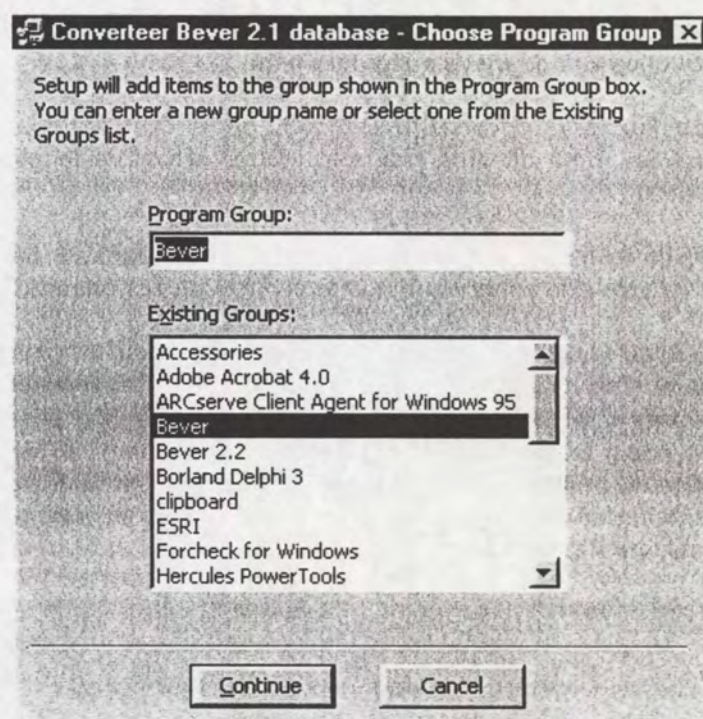 Converteer Bever 2.1 database - Choose Program Group
Setup will add items to the group shown in the Program Group box.
You can enter a new group name or select one from the Existing
Groups list.
Program Group:
Bever
Existing Groups:
Accessories
Adobe Acrobat 4.0
ARCserve Client Agent for Windows 95
Bever
Bever 2.2
Borland Delphi 3
clipboard
ESRI
Forcheck for Windows
Hercules PowerTools
Continue
Cancel